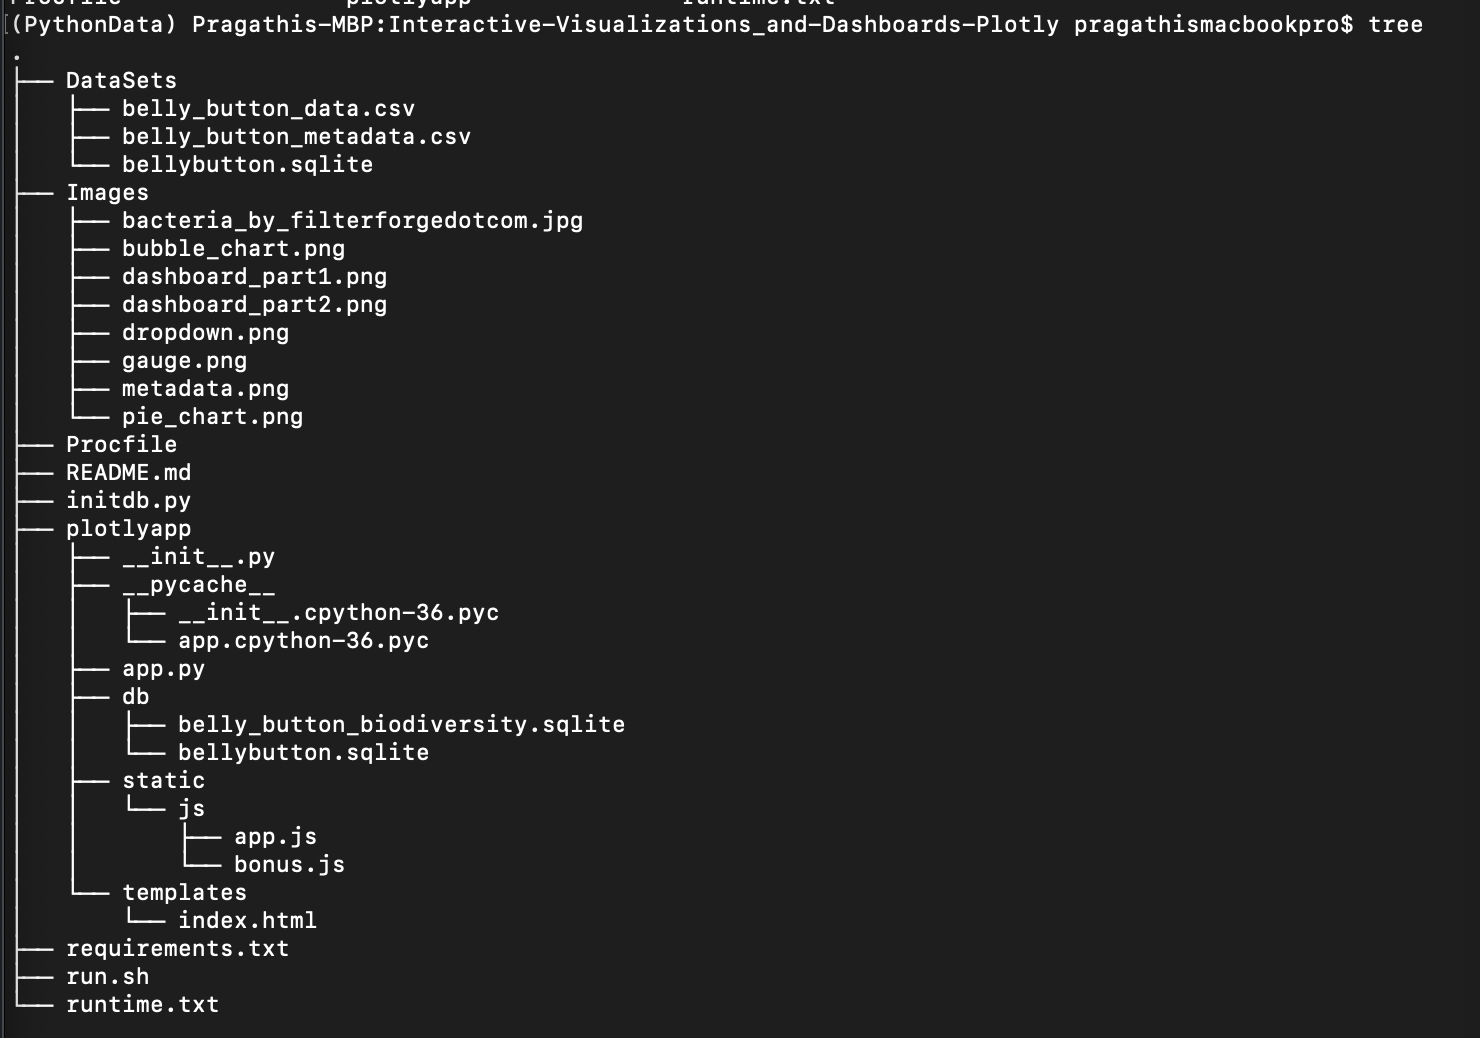 Procfile plotlyapp runtime.txt
(PythonData) Pragathis-MBP:Interactive-Visualizations_and-Dashboards-Plotly pragathismacbookpro$ tree
.
├── DataSets
│   ├── belly_button_data.csv
│   ├── belly_button_metadata.csv
│   └── bellybutton.sqlite
├── Images
│   ├── bacteria_by_filterforgedotcom.jpg
│   ├── bubble_chart.png
│   ├── dashboard_part1.png
│   ├── dashboard_part2.png
│   ├── dropdown.png
│   ├── gauge.png
│   ├── metadata.png
│   └── pie_chart.png
├── Procfile
├── README.md
├── initdb.py
├── plotlyapp
│   ├── __init__.py
│   ├── __pycache__
│   │   ├── __init__.cpython-36.pyc
│   │   └── app.cpython-36.pyc
│   ├── app.py
│   ├── db
│   │   ├── belly_button_biodiversity.sqlite
│   │   └── bellybutton.sqlite
│   ├── static
│   │   └── js
│   │       ├── app.js
│   │       └── bonus.js
│   └── templates
│       └── index.html
├── requirements.txt
├── run.sh
└── runtime.txt